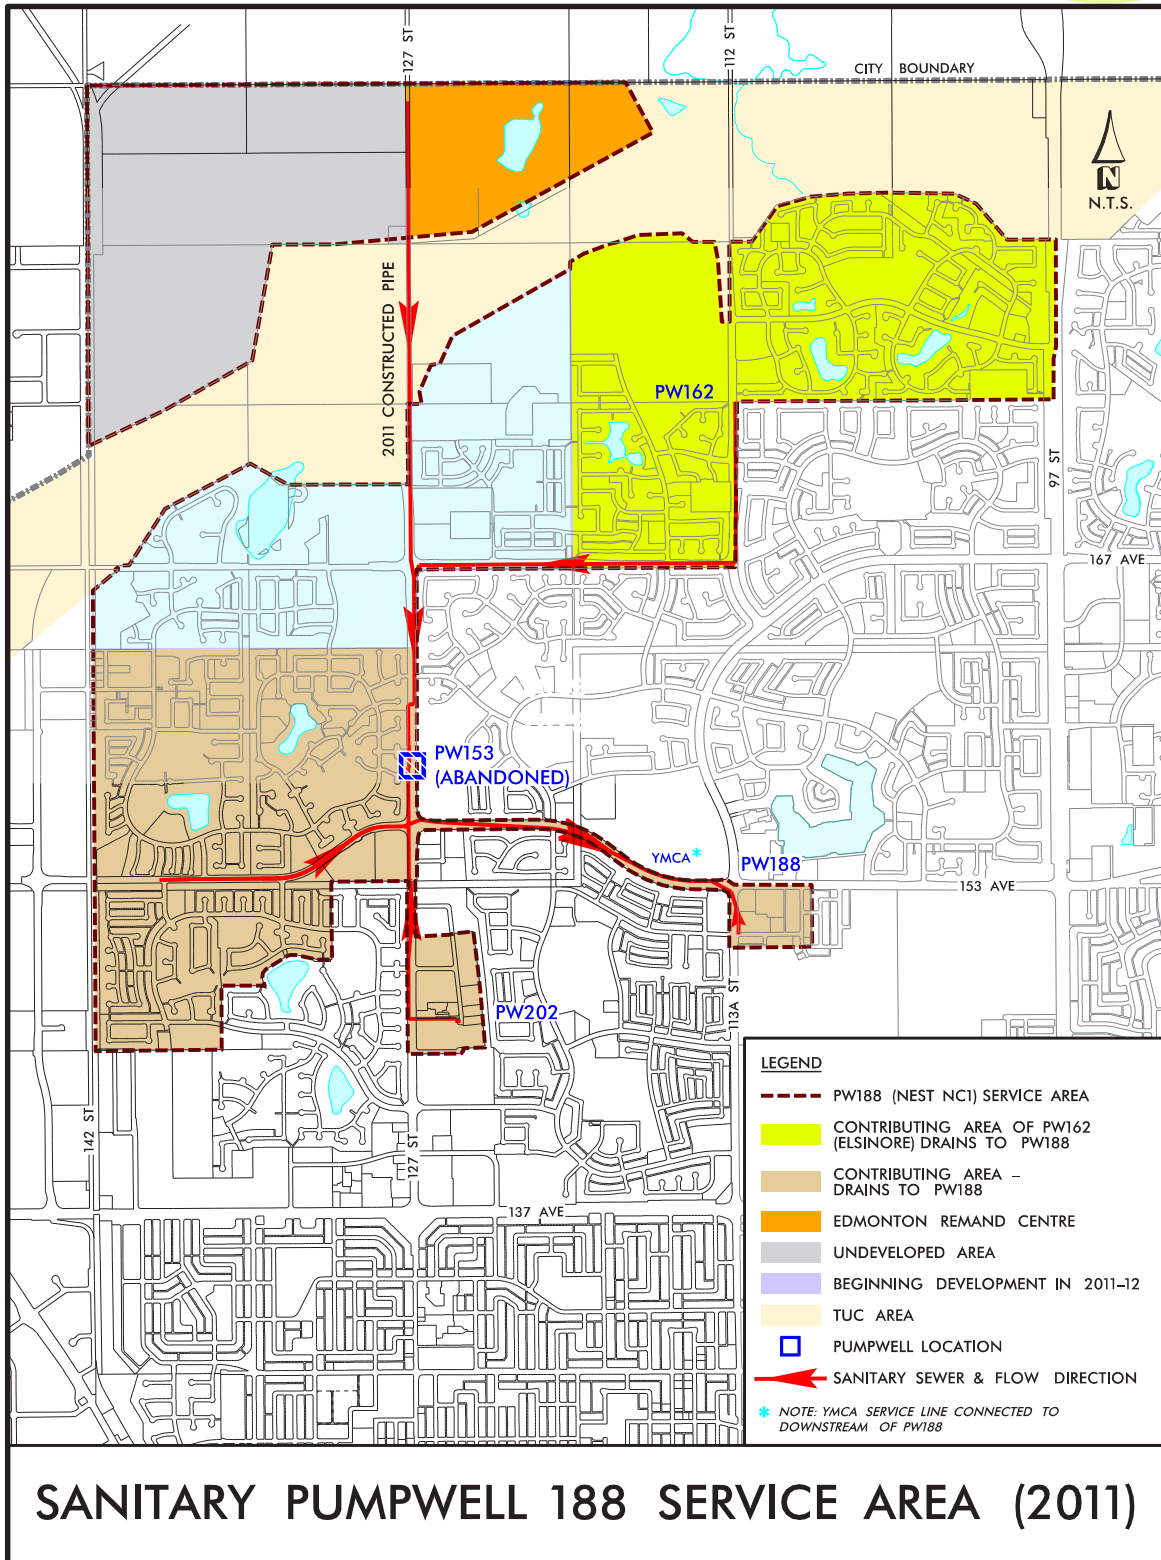 127 ST
112 ST
CITY BOUNDARY
N
N.T.S.
2011 CONSTRUCTED PIPE
PW162
97 ST
167 AVE
PW153
(ABANDONED)
YMCA*
PW188
153 AVE
PW202
113A ST
142 ST
127 ST
137 AVE
LEGEND
PW188 (NEST NC1) SERVICE AREA
CONTRIBUTING AREA OF PW162
(ELSINORE) DRAINS TO PW188
CONTRIBUTING AREA –
DRAINS TO PW188
EDMONTON REMAND CENTRE
UNDEVELOPED AREA
BEGINNING DEVELOPMENT IN 2011–12
TUC AREA
PUMPWELL LOCATION
SANITARY SEWER & FLOW DIRECTION
* NOTE: YMCA SERVICE LINE CONNECTED TO
DOWNSTREAM OF PW188
SANITARY PUMPWELL 188 SERVICE AREA (2011)